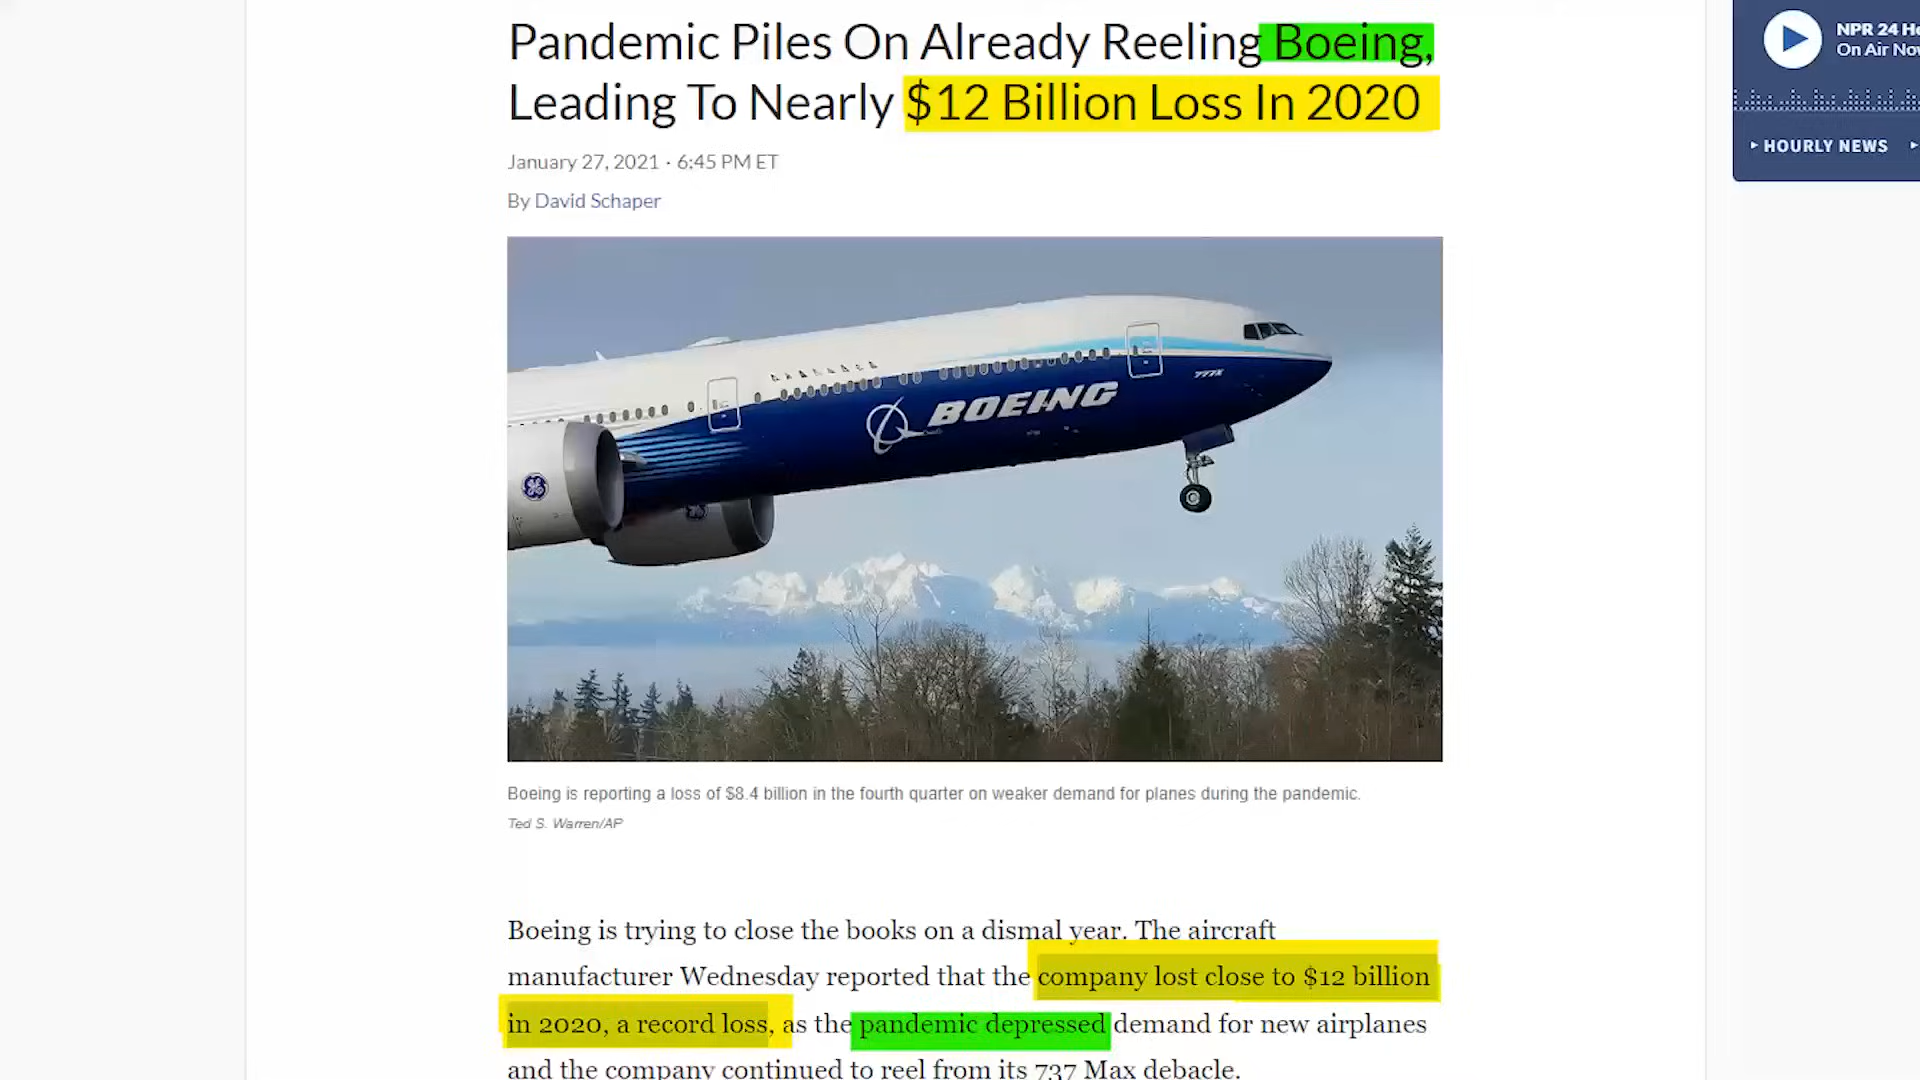 Pandemic Piles On Already Reeling Boeing,
Leading To Nearly $12 Billion Loss In 2020
January 27, 2021 · 6:45 PM ET
By David Schaper
BOEING
777X
Boeing is reporting a loss of $8.4 billion in the fourth quarter on weaker demand for planes during the pandemic.
Ted S. Warren/AP
Boeing is trying to close the books on a dismal year. The aircraft
manufacturer Wednesday reported that the company lost close to $12 billion
in 2020, a record loss, as the pandemic depressed demand for new airplanes
and the company continued to reel from its 737 Max debacle.
NPR 24 Ho
On Air Now
HOURLY NEWS